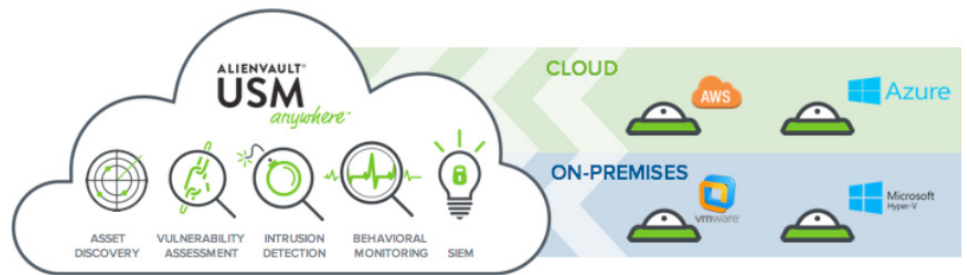 ALIENVAULT®
USM
anywhere™
ASSET
DISCOVERY
VULNERABILITY
ASSESSMENT
INTRUSION
DETECTION
BEHAVIORAL
MONITORING
SIEM
CLOUD
AWS
Azure
ON-PREMISES
vmware
Microsoft
Hyper-V